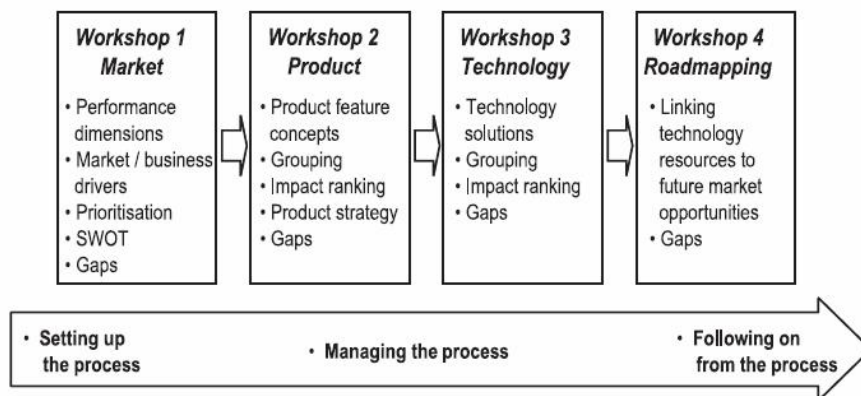 Workshop 1
Market
• Performance
dimensions
• Market / business
drivers
• Prioritisation
• SWOT
• Gaps
Workshop 2
Product
• Product feature
concepts
• Grouping
• Impact ranking
• Product strategy
• Gaps
Workshop 3
Technology
• Technology
solutions
• Grouping
• Impact ranking
• Gaps
Workshop 4
Roadmapping
• Linking
technology
resources to
future market
opportunities
• Gaps
• Setting up
the process
• Managing the process
• Following on
from the process